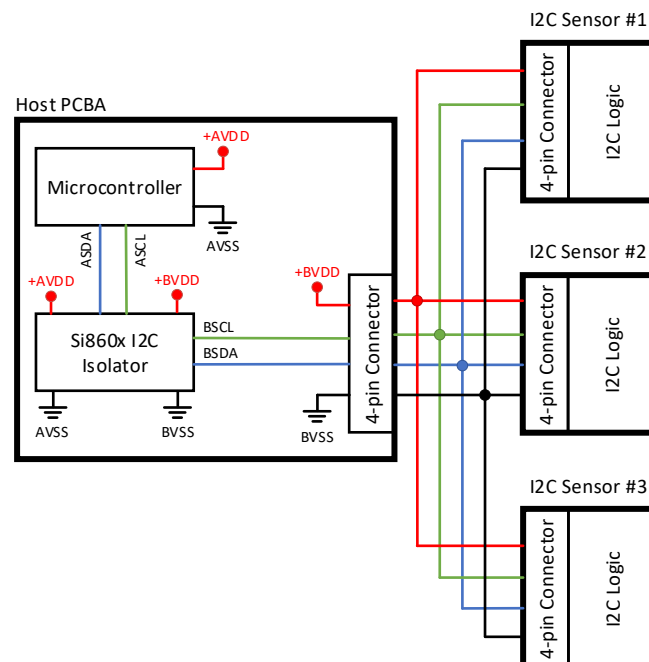 I2C Sensor #1
4-pin Connector
I2C Logic
Host PCBA
+AVDD
Microcontroller
AVSS
ASDA
ASCL
+AVDD
+BVDD
Si860x I2C
Isolator
AVSS
BVSS
BSCL
BSDA
+BVDD
4-pin Connector
BVSS
I2C Sensor #2
4-pin Connector
I2C Logic
I2C Sensor #3
4-pin Connector
I2C Logic